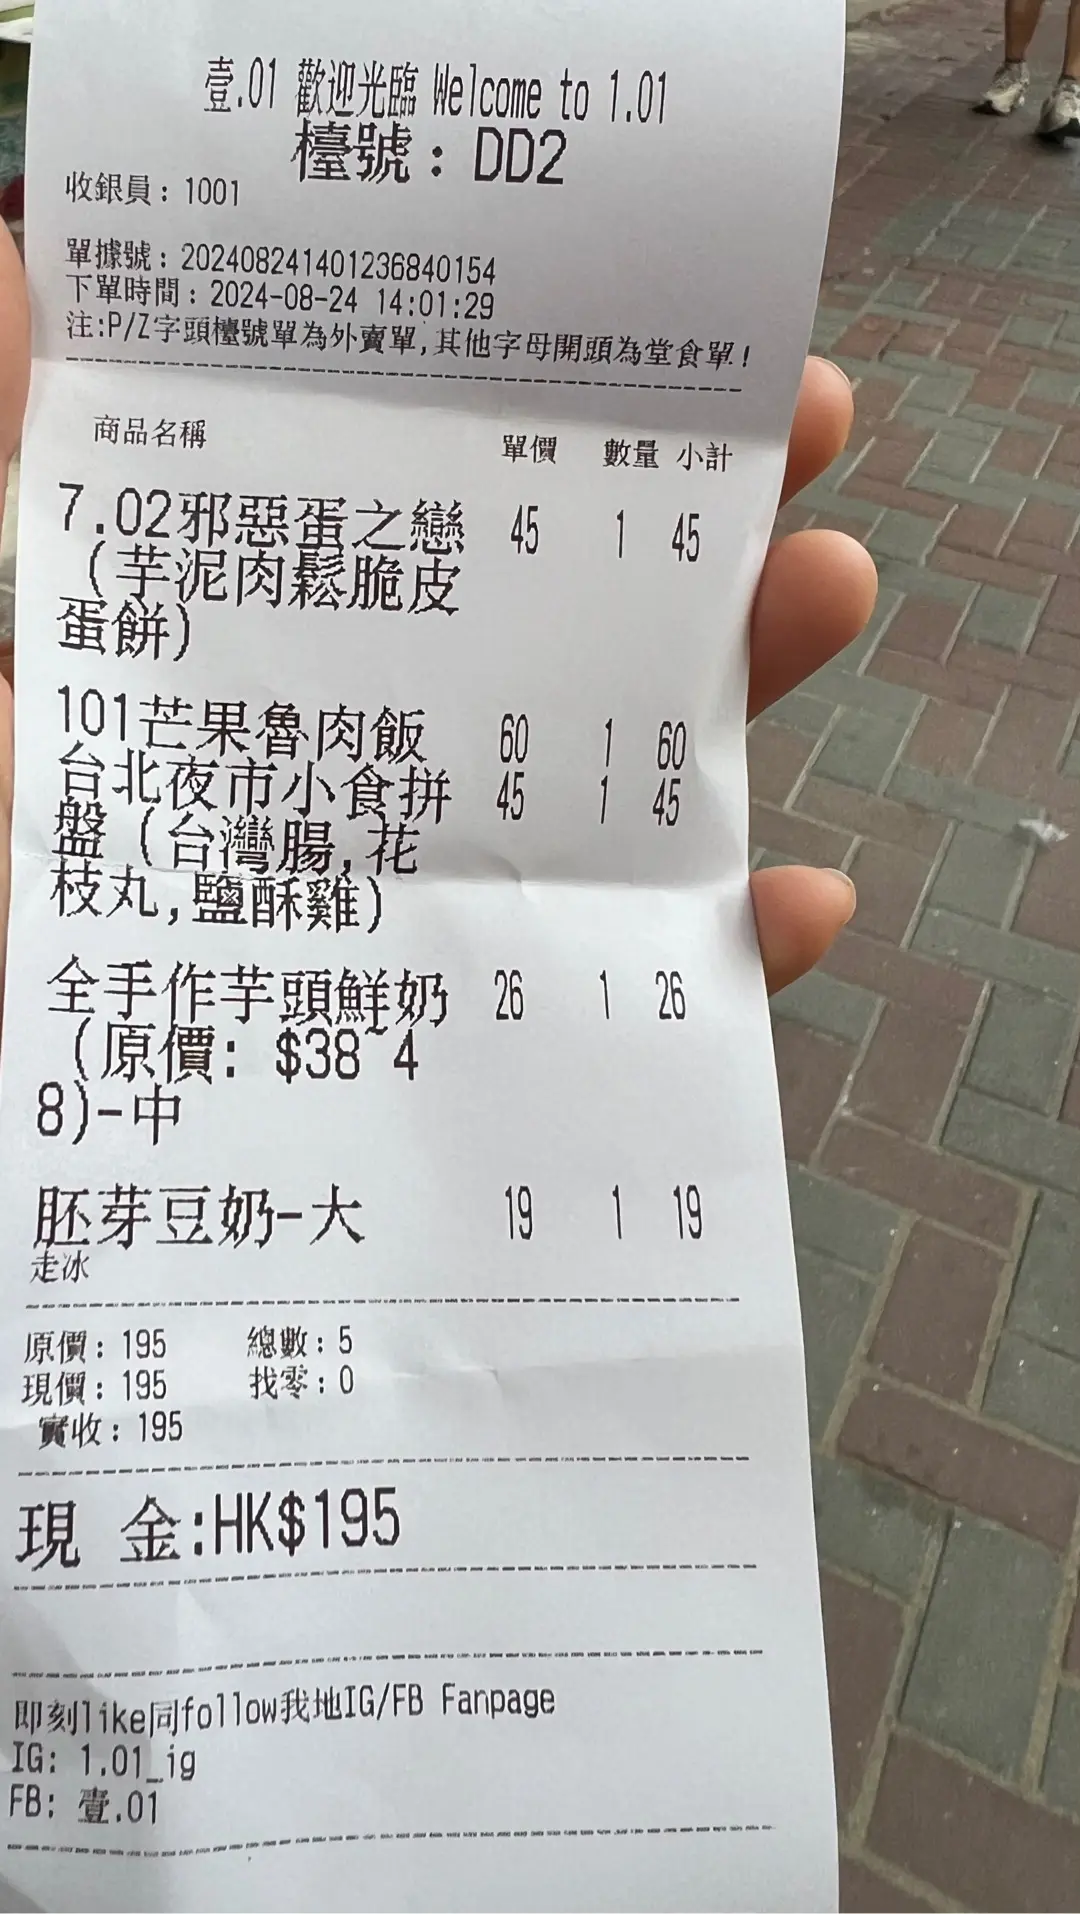 壹.01 歡迎光臨 Welcome to 1.01
檯號：DD2
收銀員：1001
單據號：202408241401236840154
下單時間：2024-08-24 14:01:29
注:P/Z字頭檯號單為外賣單,其他字母開頭為堂食單!
商品名稱 單價 數量 小計
7.02邪惡蛋之戀 45 1 45
(芋泥肉鬆脆皮
蛋餅)
101芒果魯肉飯 60 1 60
台北夜市小食拼 45 1 45
盤(台灣腸,花
枝丸,鹽酥雞)
全手作芋頭鮮奶 26 1 26
(原價: $38~4
8)-中
胚芽豆奶-大 19 1 19
走冰
原價：195 總數：5
現價：195 找零：0
實收：195
現 金:HK$195
即刻like同follow我地IG/FB Fanpage
IG: 1.01_ig
FB: 壹.01